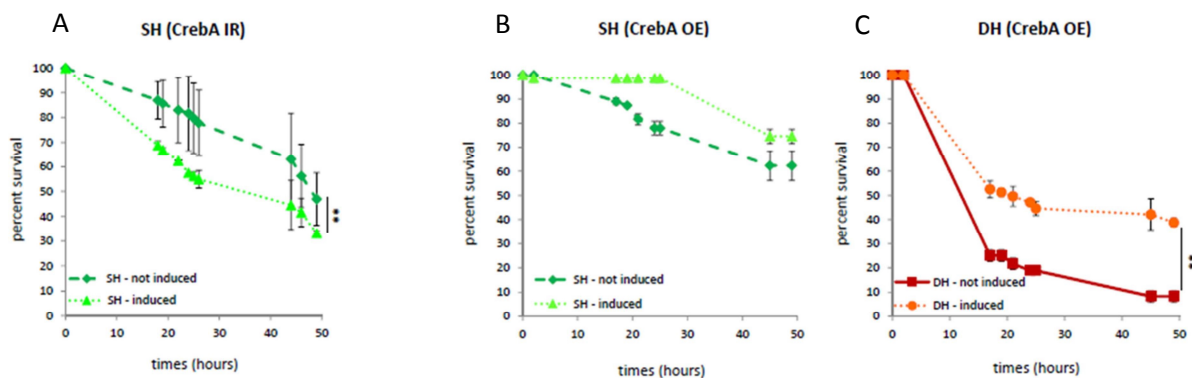 A
SH (CrebA IR)
percent survival
100
90
80
70
60
50
40
30
20
10
0
**
SH - not induced
SH - induced
0 10 20 30 40 50
times (hours)
B
SH (CrebA OE)
percent survival
100
90
80
70
60
50
40
30
20
10
0
SH - not induced
SH - induced
0 10 20 30 40 50
times (hours)
C
DH (CrebA OE)
percent survival
100
90
80
70
60
50
40
30
20
10
0
**
DH - not induced
DH - induced
0 10 20 30 40 50
times (hours)